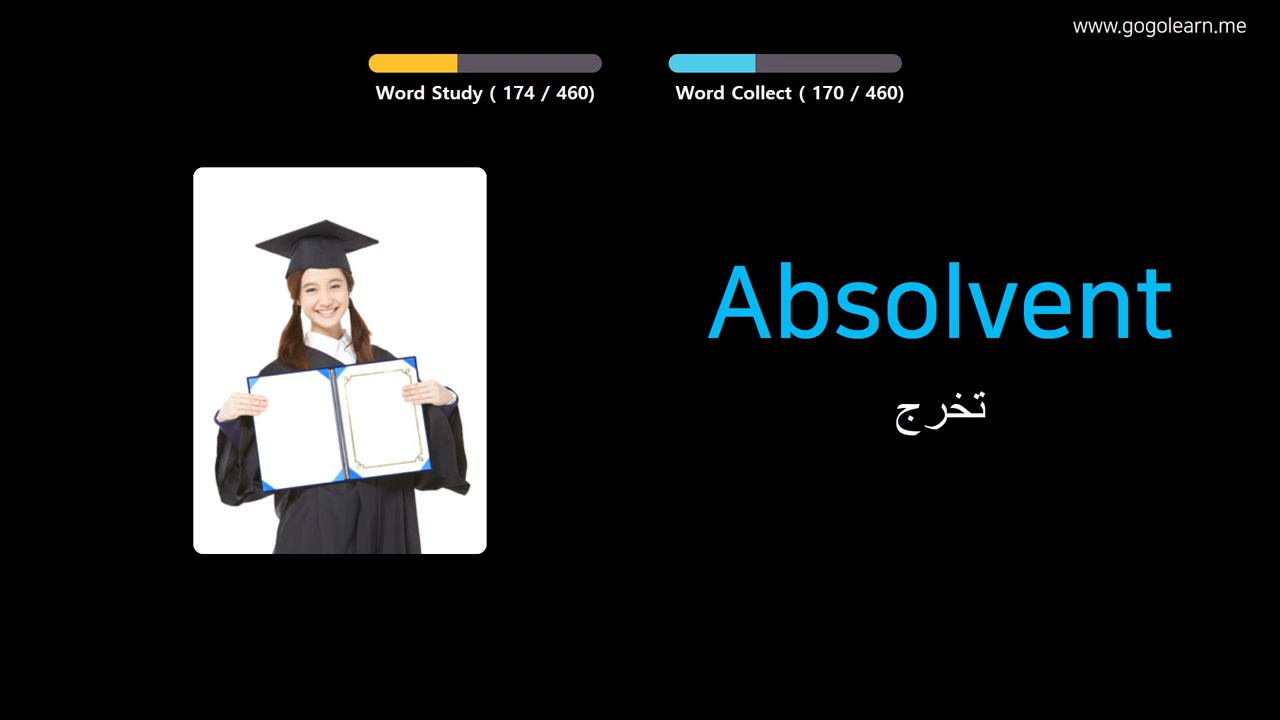 www.gogolearn.me
Word Study ( 174 / 460)
Word Collect ( 170 / 460)
Absolvent
تخرج